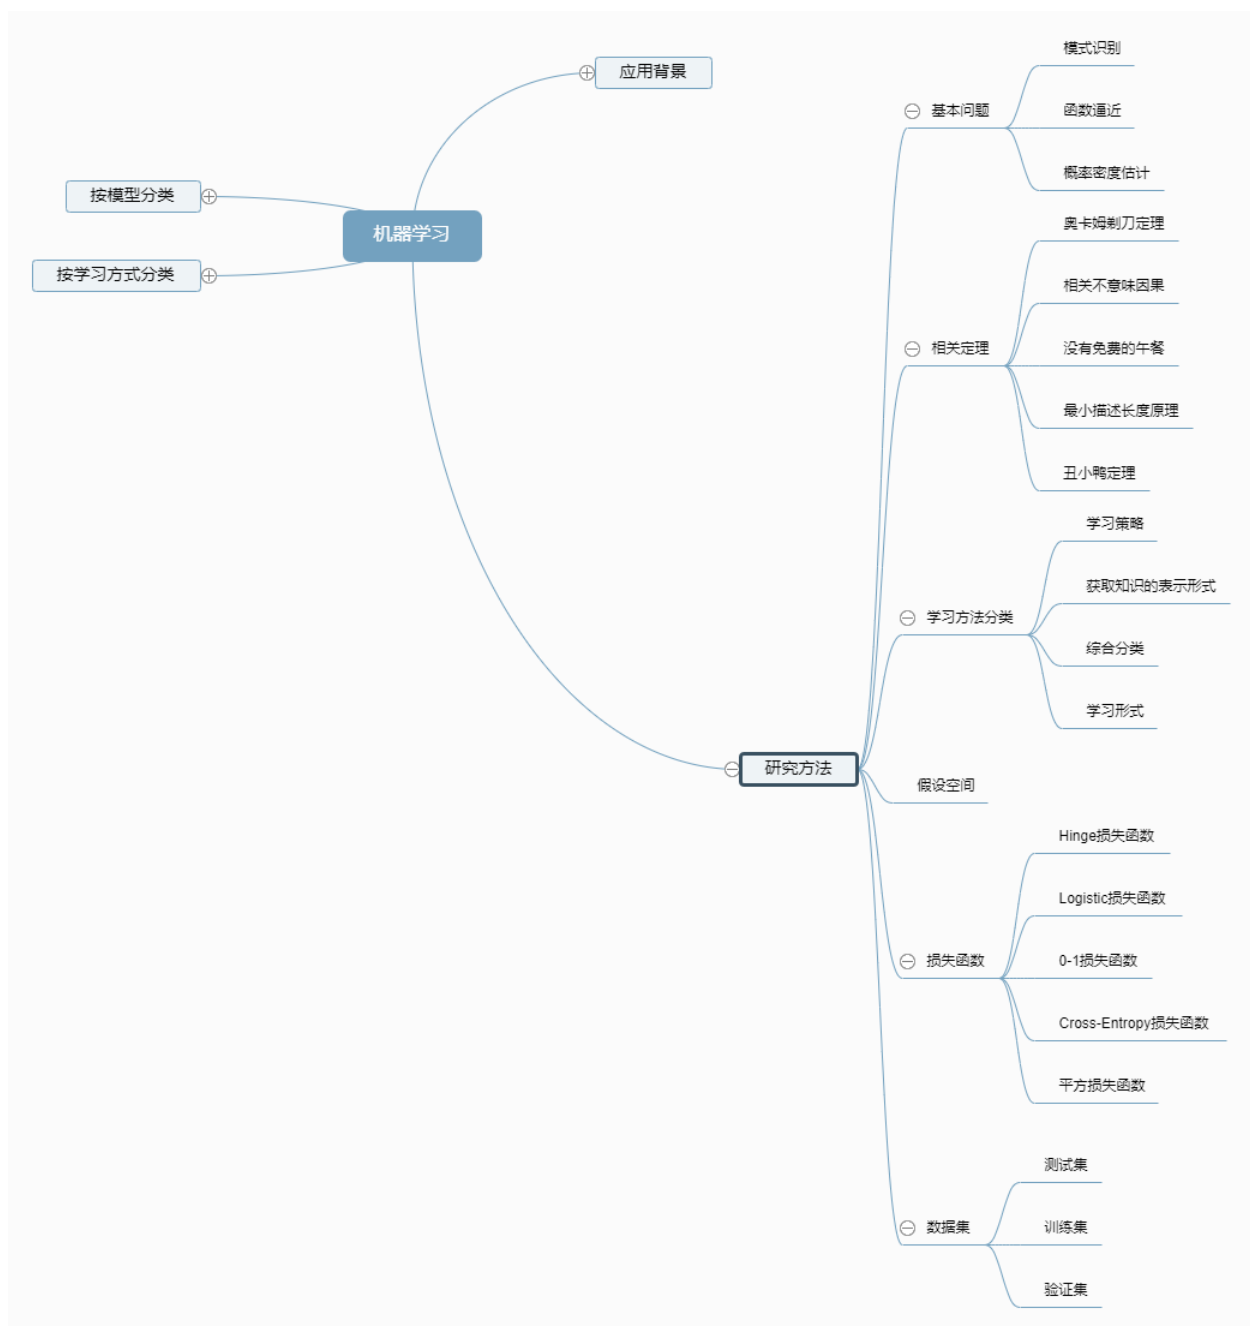 机器学习
应用背景
按模型分类
按学习方式分类
研究方法
基本问题
模式识别
函数逼近
概率密度估计
相关定理
奥卡姆剃刀定理
相关不意味因果
没有免费的午餐
最小描述长度原理
丑小鸭定理
学习方法分类
学习策略
获取知识的表示形式
综合分类
学习形式
假设空间
损失函数
Hinge损失函数
Logistic损失函数
0-1损失函数
Cross-Entropy损失函数
平方损失函数
数据集
测试集
训练集
验证集